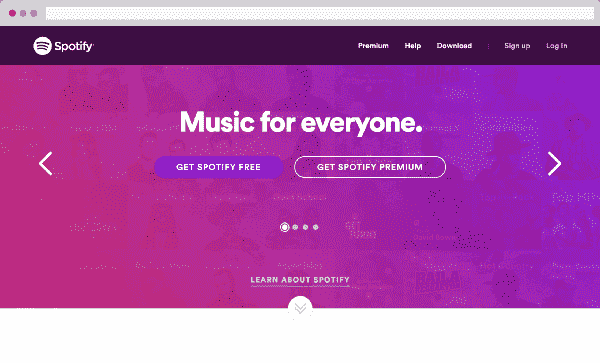 Spotify
Premium Help Download | Sign up Log In
Music for everyone.
GET SPOTIFY FREE GET SPOTIFY PREMIUM
LEARN ABOUT SPOTIFY